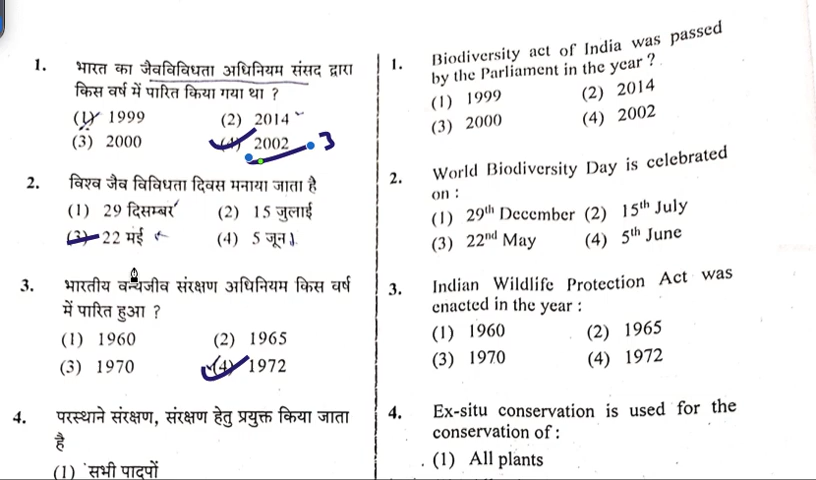 1. भारत का जैवविविधता अधिनियम संसद द्वारा
किस वर्ष में पारित किया गया था ?
(1) 1999 (2) 2014
(3) 2000 (4) 2002 3
2. विश्व जैव विविधता दिवस मनाया जाता है
(1) 29 दिसम्बर (2) 15 जुलाई
(3) 22 मई (4) 5 जून
3. भारतीय वन्यजीव संरक्षण अधिनियम किस वर्ष
में पारित हुआ ?
(1) 1960 (2) 1965
(3) 1970 (4) 1972
4. परस्थाने संरक्षण, संरक्षण हेतु प्रयुक्त किया जाता
है
(1) सभी पादपों
1. Biodiversity act of India was passed
by the Parliament in the year ?
(1) 1999 (2) 2014
(3) 2000 (4) 2002
2. World Biodiversity Day is celebrated
on :
(1) 29th December (2) 15th July
(3) 22nd May (4) 5th June
3. Indian Wildlife Protection Act was
enacted in the year :
(1) 1960 (2) 1965
(3) 1970 (4) 1972
4. Ex-situ conservation is used for the
conservation of :
(1) All plants